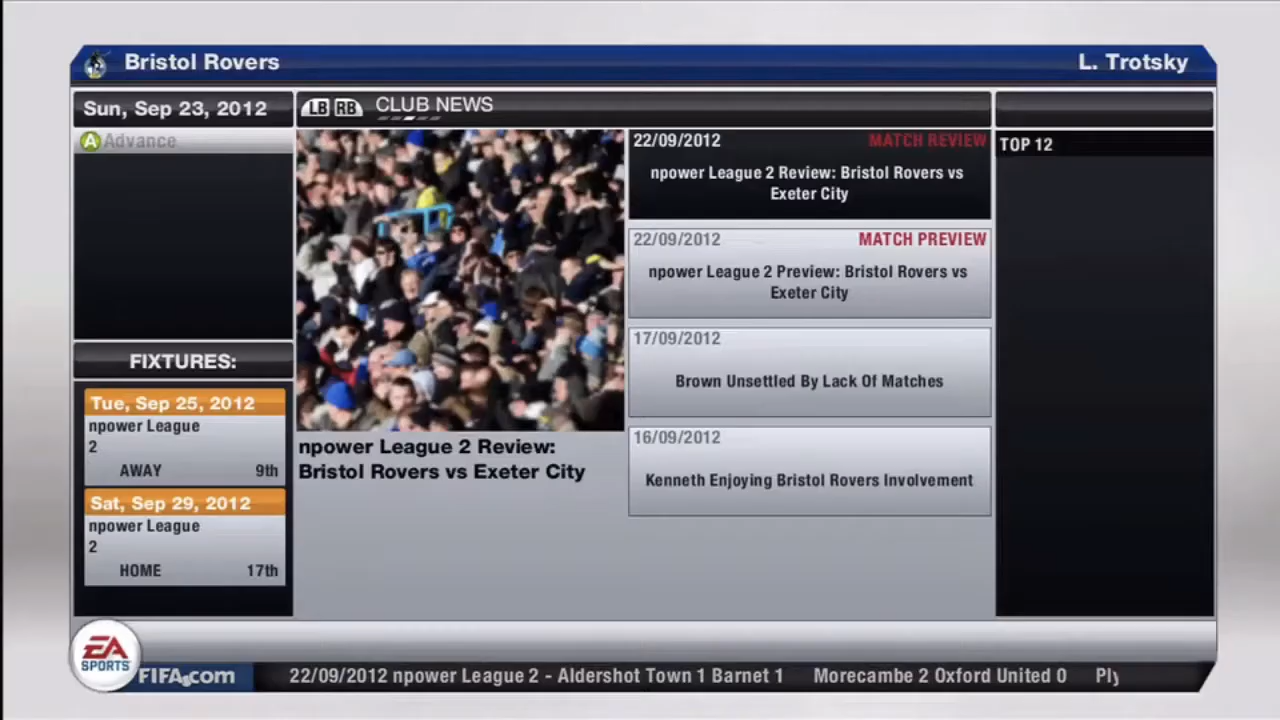 Bristol Rovers
L. Trotsky
Sun, Sep 23, 2012
LB RB CLUB NEWS
A Advance
22/09/2012 MATCH REVIEW
npower League 2 Review: Bristol Rovers vs
Exeter City
TOP 12
22/09/2012 MATCH PREVIEW
npower League 2 Preview: Bristol Rovers vs
Exeter City
17/09/2012
Brown Unsettled By Lack Of Matches
16/09/2012
Kenneth Enjoying Bristol Rovers Involvement
npower League 2 Review:
Bristol Rovers vs Exeter City
FIXTURES:
Tue, Sep 25, 2012
npower League
2
AWAY 9th
Sat, Sep 29, 2012
npower League
2
HOME 17th
EA
SPORTS
FIFA.com
22/09/2012 npower League 2 - Aldershot Town 1 Barnet 1 Morecambe 2 Oxford United 0 Ply